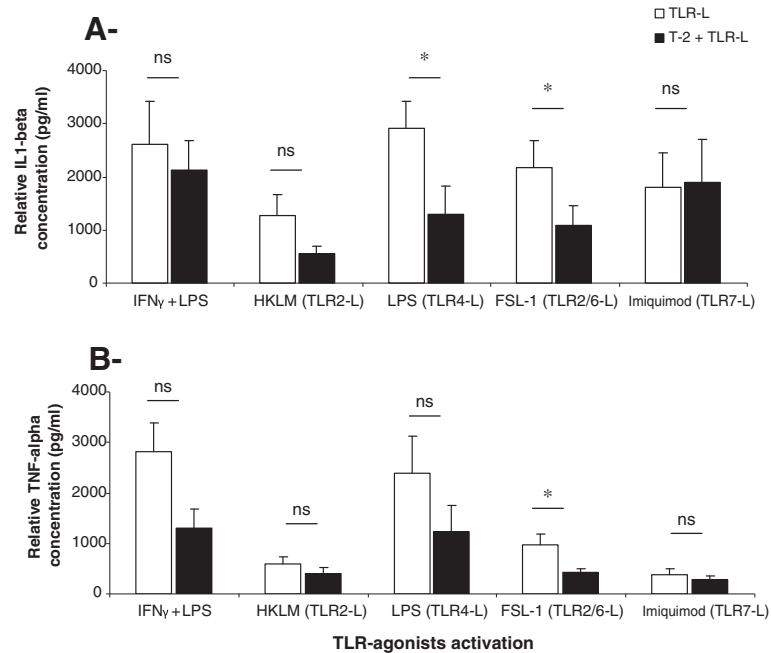 TLR-L
T-2 + TLR-L
A-
Relative IL1-beta
concentration (pg/ml)
4000
3000
2000
1000
0
ns
ns
*
*
ns
IFNγ + LPS
HKLM (TLR2-L)
LPS (TLR4-L)
FSL-1 (TLR2/6-L)
Imiquimod (TLR7-L)
B-
Relative TNF-alpha
concentration (pg/ml)
4000
3000
2000
1000
0
ns
ns
ns
*
ns
IFNγ + LPS
HKLM (TLR2-L)
LPS (TLR4-L)
FSL-1 (TLR2/6-L)
Imiquimod (TLR7-L)
TLR-agonists activation